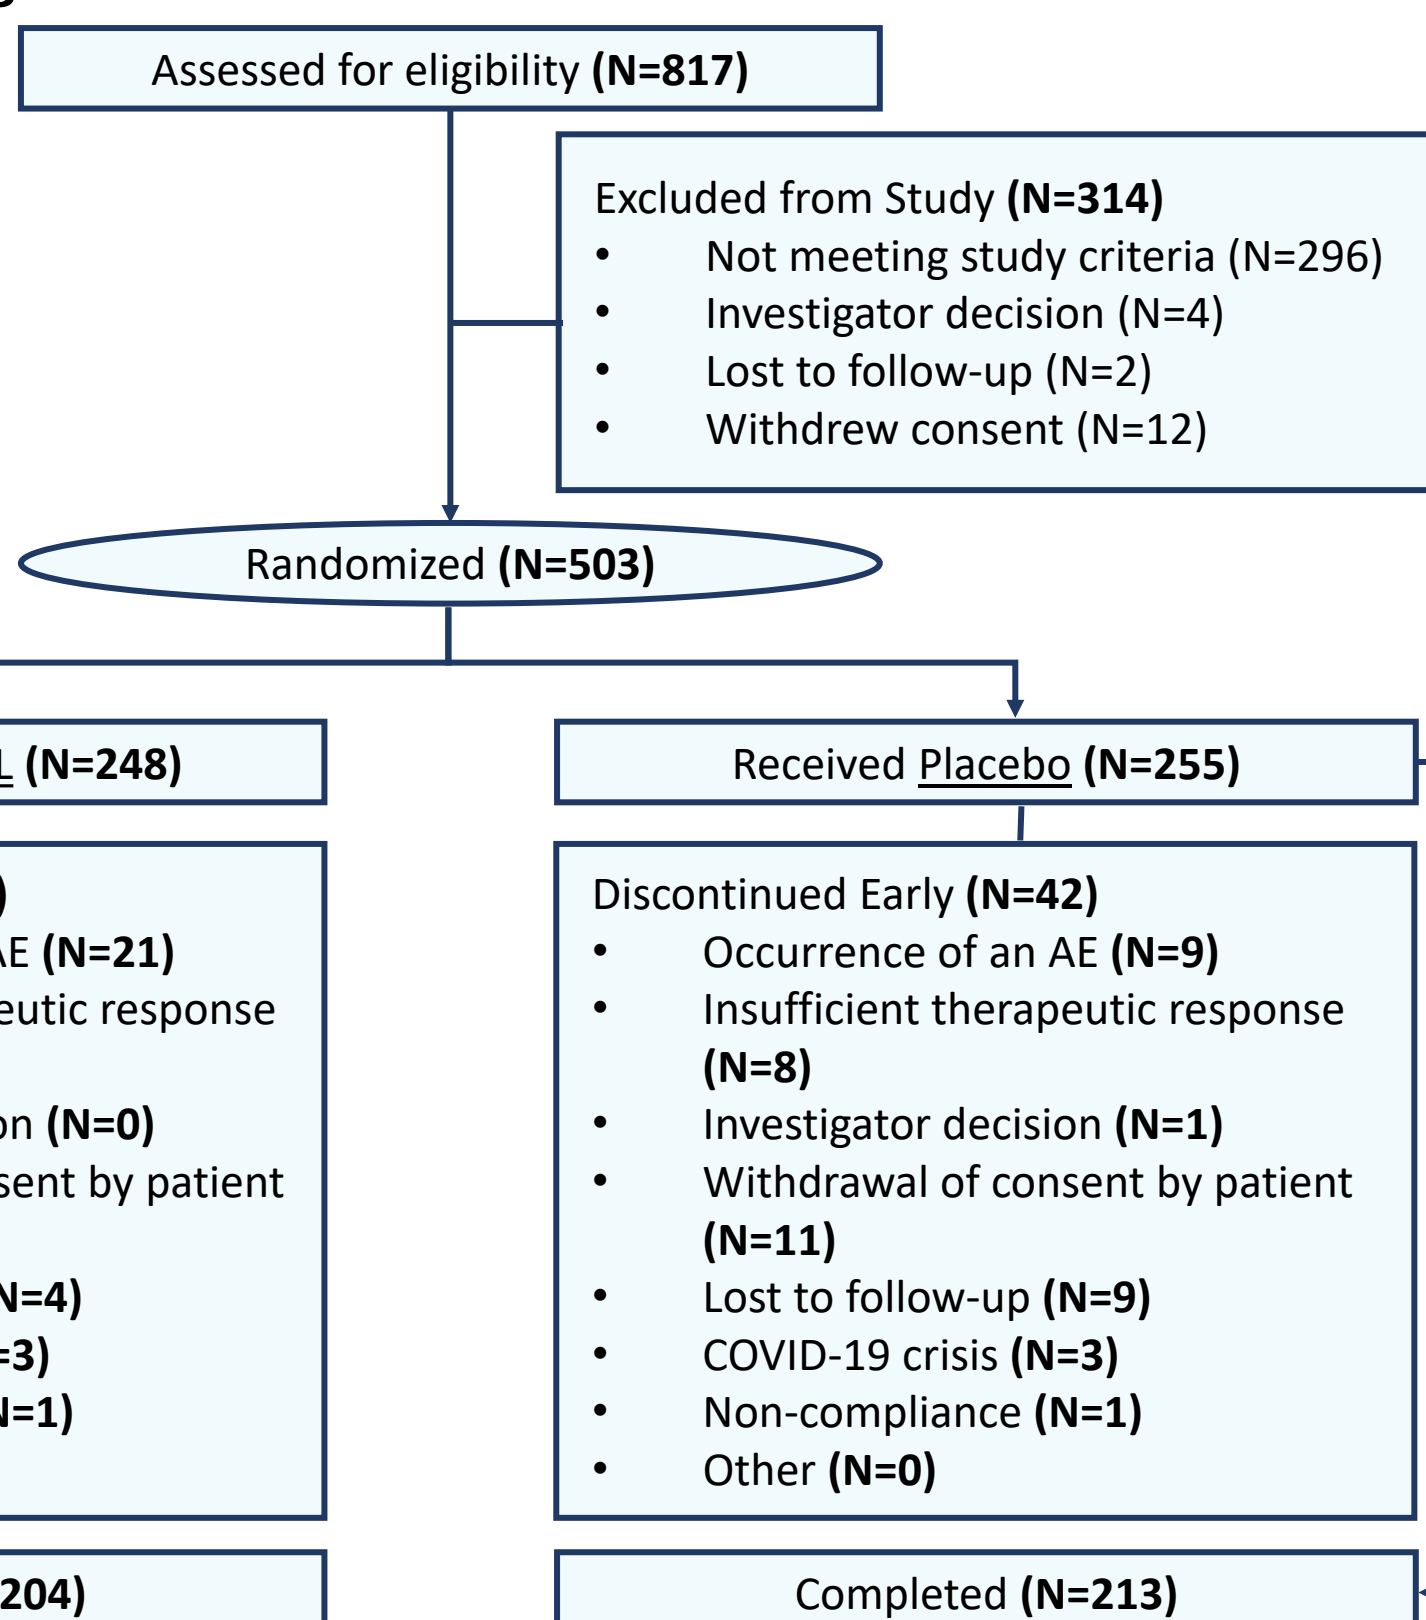 Assessed for eligibility (N=817)
Excluded from Study (N=314)
• Not meeting study criteria (N=296)
• Investigator decision (N=4)
• Lost to follow-up (N=2)
• Withdrew consent (N=12)
Randomized (N=503)
L (N=248)
)
AE (N=21)
eutic response
on (N=0)
sent by patient
N=4)
=3)
N=1)
204)
Received Placebo (N=255)
Discontinued Early (N=42)
• Occurrence of an AE (N=9)
• Insufficient therapeutic response
(N=8)
• Investigator decision (N=1)
• Withdrawal of consent by patient
(N=11)
• Lost to follow-up (N=9)
• COVID-19 crisis (N=3)
• Non-compliance (N=1)
• Other (N=0)
Completed (N=213)